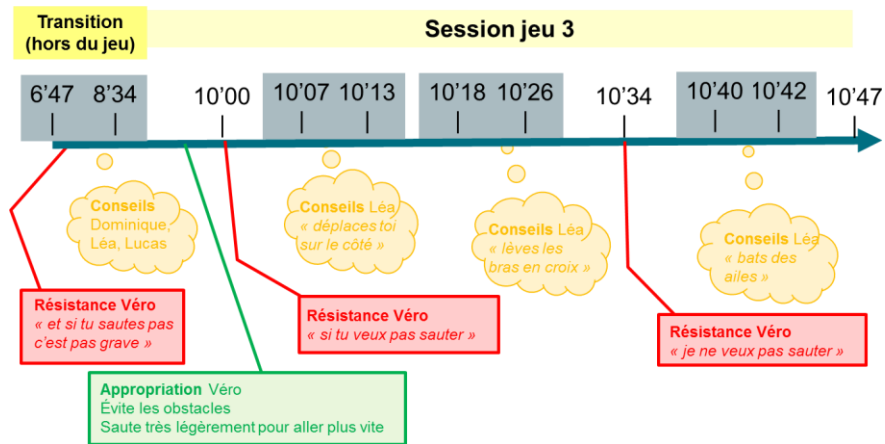 Transition
(hors du jeu)
Session jeu 3
6’47 8’34 10’00 10’07 10’13 10’18 10’26 10’34 10’40 10’42 10’47
Conseils
Dominique,
Léa, Lucas
Conseils Léa
« déplaces toi
sur le côté »
Conseils Léa
« lèves les
bras en croix »
Conseils Léa
« bats des
ailes »
Résistance Véro
« et si tu sautes pas
c’est pas grave »
Résistance Véro
« si tu veux pas sauter »
Résistance Véro
« je ne veux pas sauter »
Appropriation Véro
Évite les obstacles
Saute très légèrement pour aller plus vite